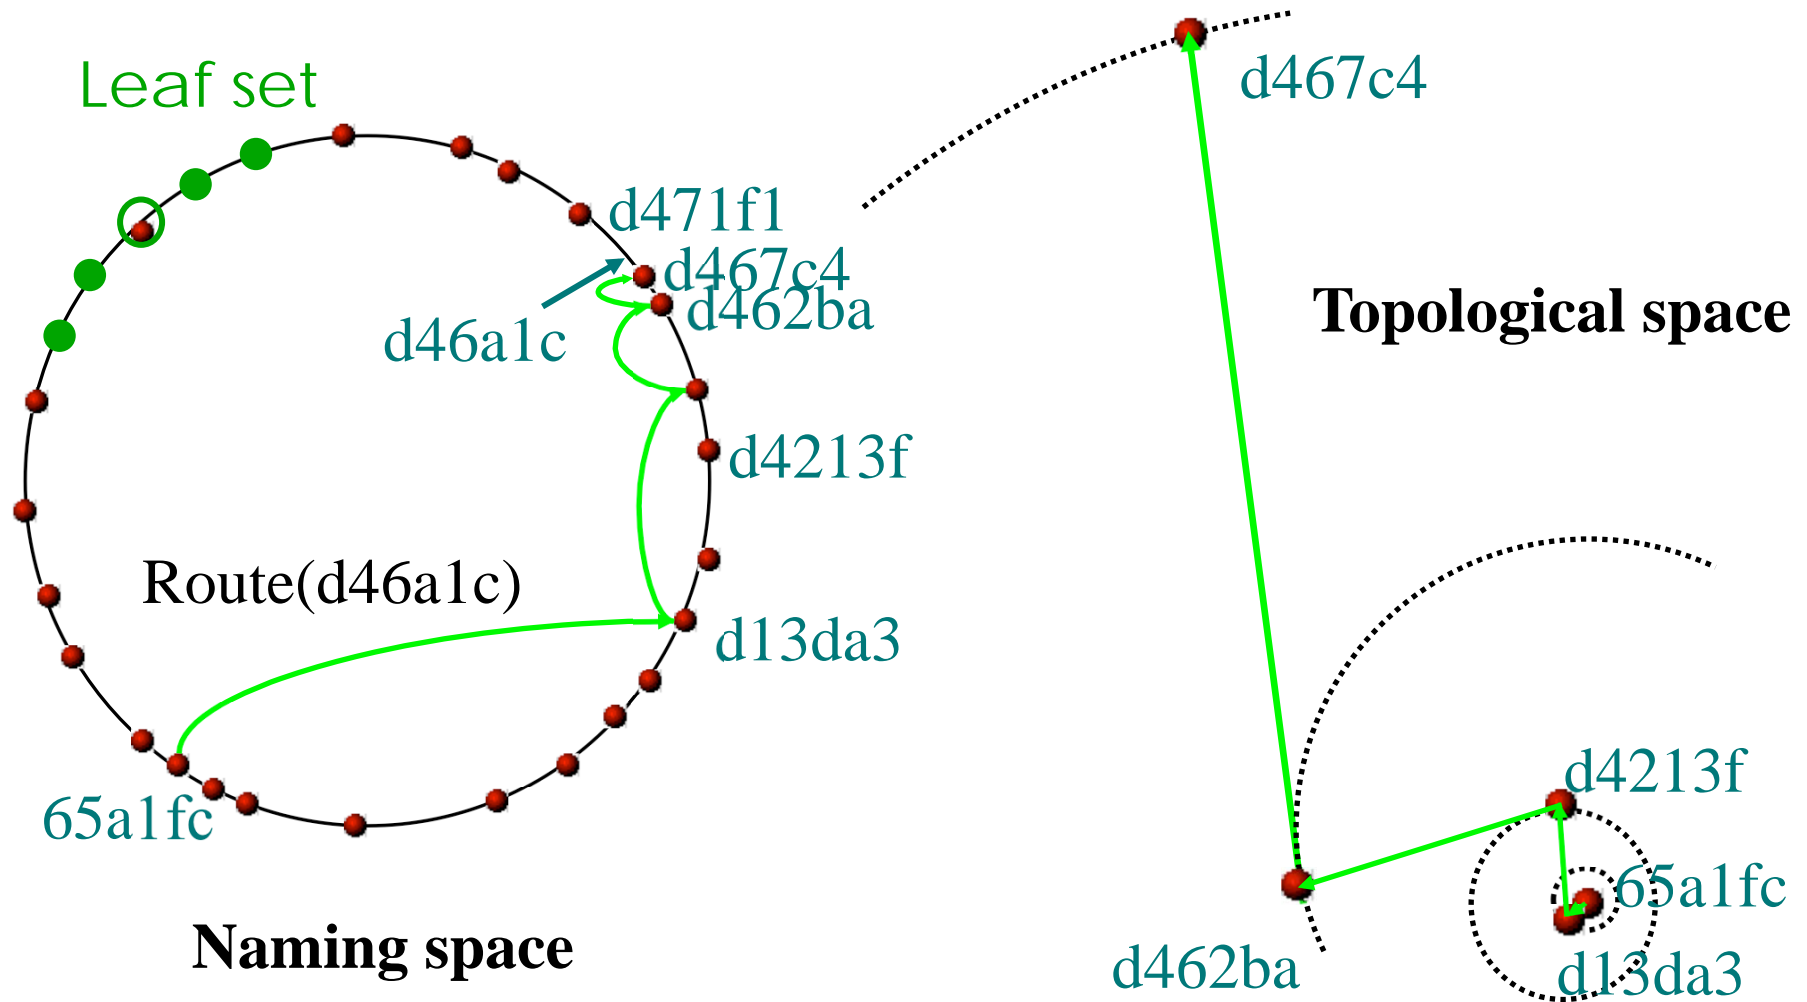 Leaf set
d471f1
d467c4
d462ba
d46a1c
d4213f
Route(d46a1c)
d13da3
65a1fc
Naming space
d467c4
Topological space
d4213f
65a1fc
d462ba
d13da3